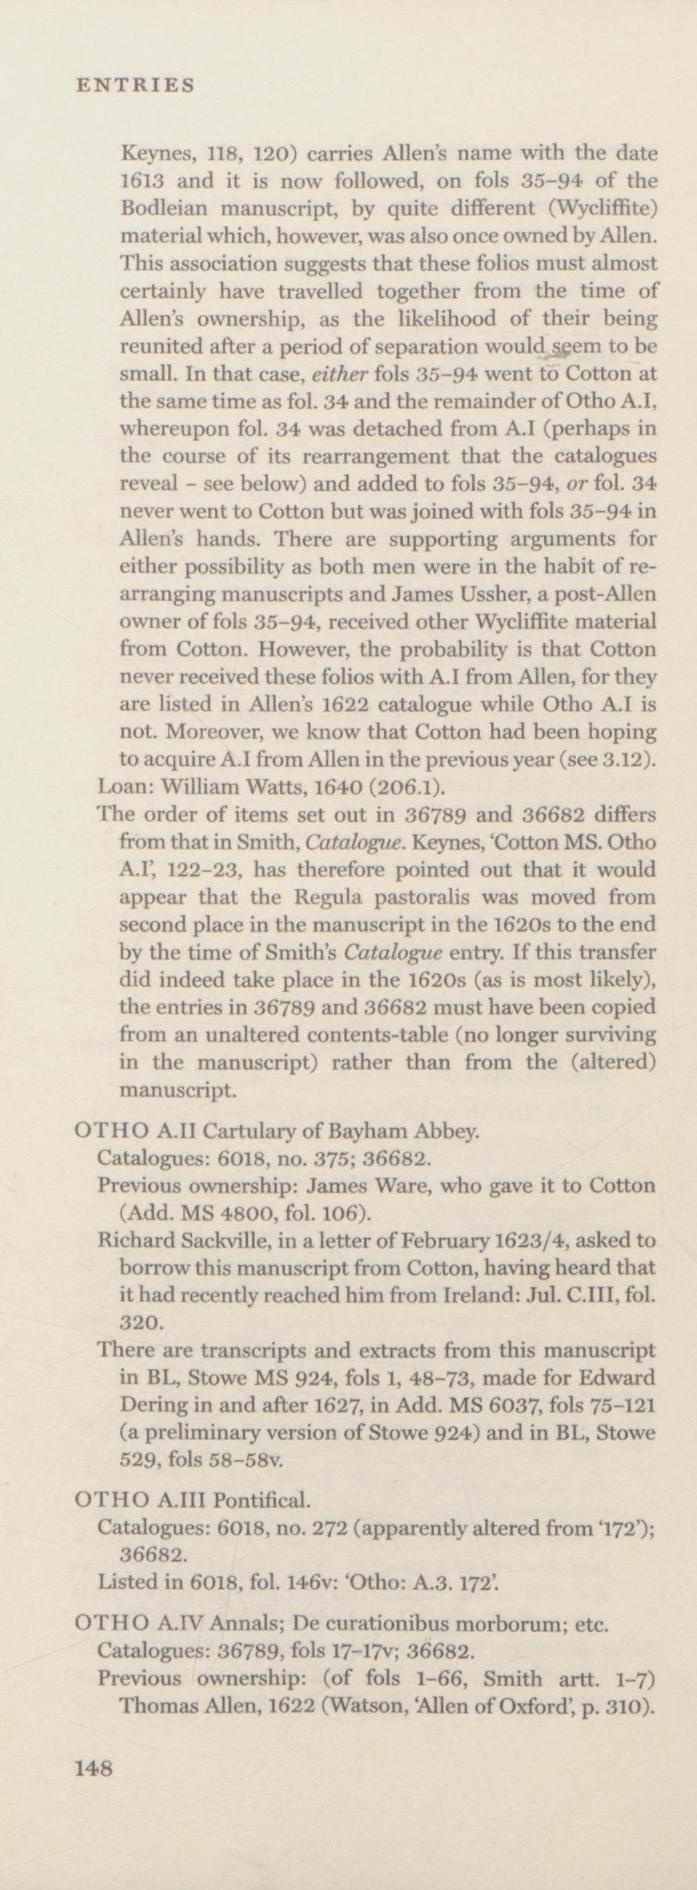 ENTRIES
Keynes, 118, 120) carries Allen's name with the date
1613 and it is now followed, on fols 35–94 of the
Bodleian manuscript, by quite different (Wycliffite)
material which, however, was also once owned by Allen.
This association suggests that these folios must almost
certainly have travelled together from the time of
Allen's ownership, as the likelihood of their being
reunited after a period of separation would seem to be
small. In that case, either fols 35–94 went to Cotton at
the same time as fol. 34 and the remainder of Otho A.I,
whereupon fol. 34 was detached from A.I (perhaps in
the course of its rearrangement that the catalogues
reveal – see below) and added to fols 35–94, or fol. 34
never went to Cotton but was joined with fols 35–94 in
Allen's hands. There are supporting arguments for
either possibility as both men were in the habit of re-
arranging manuscripts and James Ussher, a post-Allen
owner of fols 35–94, received other Wycliffite material
from Cotton. However, the probability is that Cotton
never received these folios with A.I from Allen, for they
are listed in Allen's 1622 catalogue while Otho A.I is
not. Moreover, we know that Cotton had been hoping
to acquire A.I from Allen in the previous year (see 3.12).
Loan: William Watts, 1640 (206.1).
The order of items set out in 36789 and 36682 differs
from that in Smith, Catalogue. Keynes, 'Cotton MS. Otho
A.I', 122–23, has therefore pointed out that it would
appear that the Regula pastoralis was moved from
second place in the manuscript in the 1620s to the end
by the time of Smith's Catalogue entry. If this transfer
did indeed take place in the 1620s (as is most likely),
the entries in 36789 and 36682 must have been copied
from an unaltered contents-table (no longer surviving
in the manuscript) rather than from the (altered)
manuscript.
OTHO A.II Cartulary of Bayham Abbey.
Catalogues: 6018, no. 375; 36682.
Previous ownership: James Ware, who gave it to Cotton
(Add. MS 4800, fol. 106).
Richard Sackville, in a letter of February 1623/4, asked to
borrow this manuscript from Cotton, having heard that
it had recently reached him from Ireland: Jul. C.III, fol.
320.
There are transcripts and extracts from this manuscript
in BL, Stowe MS 924, fols 1, 48–73, made for Edward
Dering in and after 1627, in Add. MS 6037, fols 75–121
(a preliminary version of Stowe 924) and in BL, Stowe
529, fols 58–58v.
OTHO A.III Pontifical.
Catalogues: 6018, no. 272 (apparently altered from '172');
36682.
Listed in 6018, fol. 146v: 'Otho: A.3. 172'.
OTHO A.IV Annals; De curationibus morborum; etc.
Catalogues: 36789, fols 17–17v; 36682.
Previous ownership: (of fols 1–66, Smith artt. 1–7)
Thomas Allen, 1622 (Watson, 'Allen of Oxford', p. 310).
148